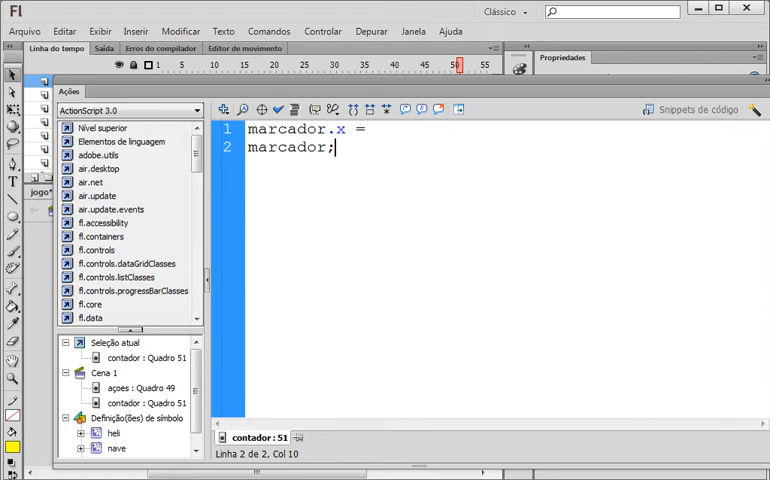 Fl
Clássico
Arquivo Editar Exibir Inserir Modificar Texto Comandos Controlar Depurar Janela Ajuda
Linha do tempo Saída Erros do compilador Editor de movimento
Propriedades
1 5 10 15 20 25 30 35 40 45 50 55
Ações
ActionScript 3.0
Snippets de código
Nível superior
Elementos de linguagem
adobe.utils
air.desktop
air.net
air.update
air.update.events
fl.accessibility
fl.containers
fl.controls
fl.controls.dataGridClasses
fl.controls.listClasses
fl.controls.progressBarClasses
fl.core
fl.data
jogo*
1 marcador.x =
2 marcador;
Seleção atual
contador : Quadro 51
Cena 1
açoes : Quadro 49
contador : Quadro 51
Definição(ões) de símbolo
heli
nave
contador : 51
Linha 2 de 2, Col 10